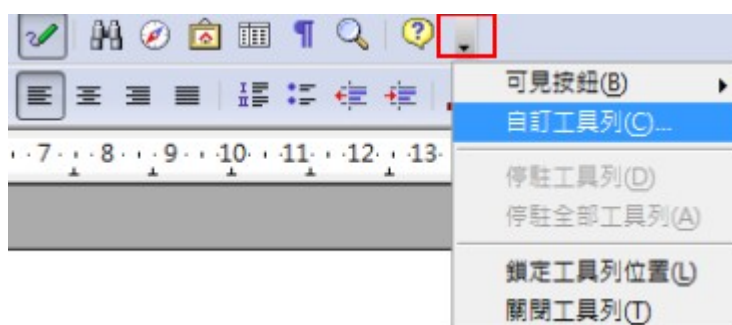 ·7· · ·8· · ·9· · ·10· · ·11· · ·12· · ·13·
可見按鈕(B)
自訂工具列(C)...
停駐工具列(D)
停駐全部工具列(A)
鎖定工具列位置(L)
關閉工具列(T)